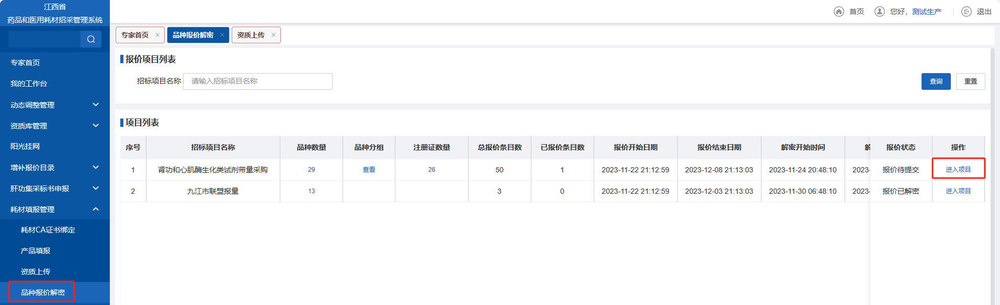 江西省
药品和医用耗材招采管理系统
首页 您好，测试生产 退出
专家首页 × 品种报价解密 × 资质上传 ×
专家首页
我的工作台
动态调整管理
资质库管理
阳光挂网
增补报价目录
肝功集采标书申报
耗材填报管理
耗材CA证书绑定
产品填报
资质上传
品种报价解密
报价项目列表
招标项目名称 请输入招标项目名称 查询 重置
项目列表
序号 招标项目名称 品种数量 品种分组 注册证数量 总报价条目数 已报价条目数 报价开始日期 报价结束日期 解密开始时间 解 报价状态 操作
1 肾功和心肌酶生化类试剂带量采购 29 查看 26 50 1 2023-11-22 21:12:59 2023-12-08 21:13:03 2023-11-24 20:48:10 2023- 报价待提交 进入项目
2 九江市联盟报量 13 3 0 2023-11-22 21:12:59 2023-12-03 21:13:03 2023-11-30 06:48:10 2023- 报价已解密 进入项目